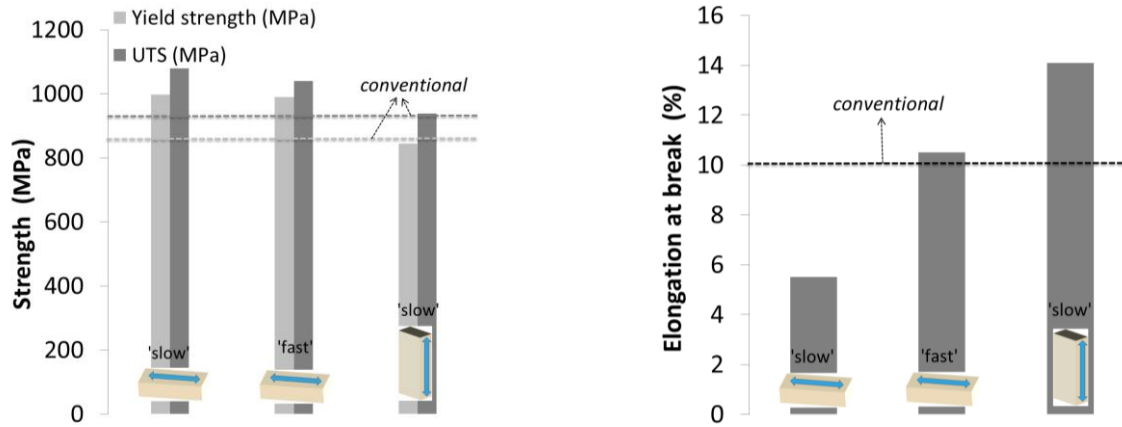 Yield strength (MPa)
UTS (MPa)
Strength (MPa)
1200
1000
800
600
400
200
0
conventional
'slow'
'fast'
'slow'
Elongation at break (%)
16
14
12
10
8
6
4
2
0
conventional
'slow'
'fast'
'slow'